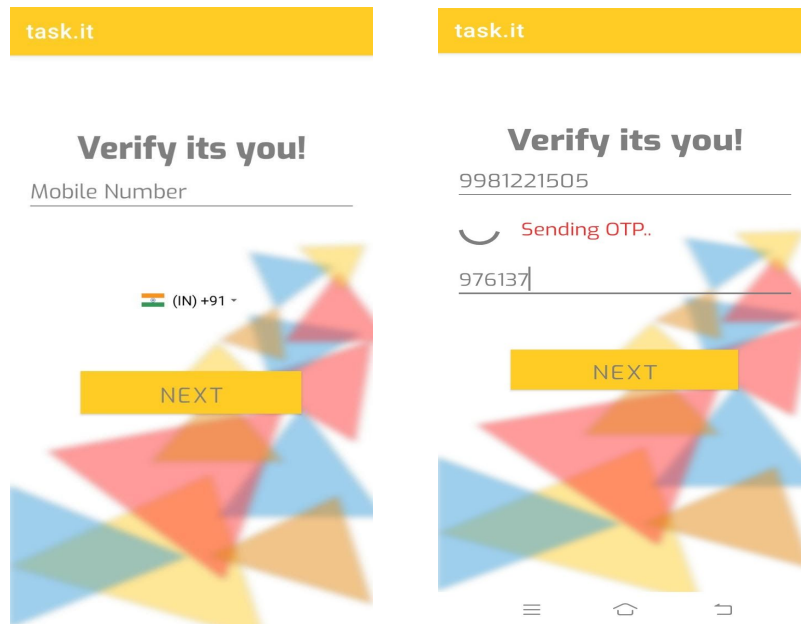 task.it
Verify its you!
Mobile Number
(IN) +91
NEXT
task.it
Verify its you!
9981221505
Sending OTP..
976137
NEXT